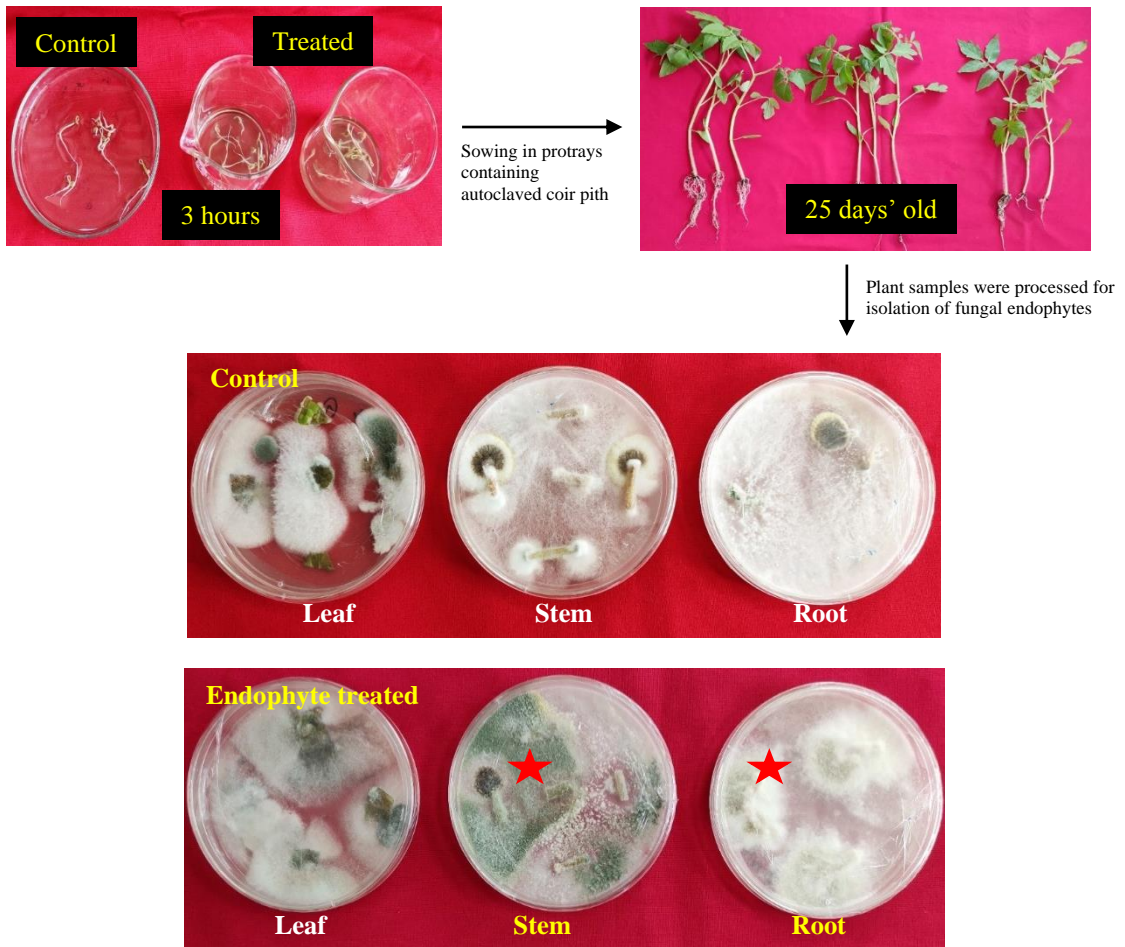 Control
Treated
3 hours
Sowing in protrays
containing
autoclaved coir pith
25 days’ old
Plant samples were processed for
isolation of fungal endophytes
Control
Leaf
Stem
Root
Endophyte treated
Leaf
Stem
Root